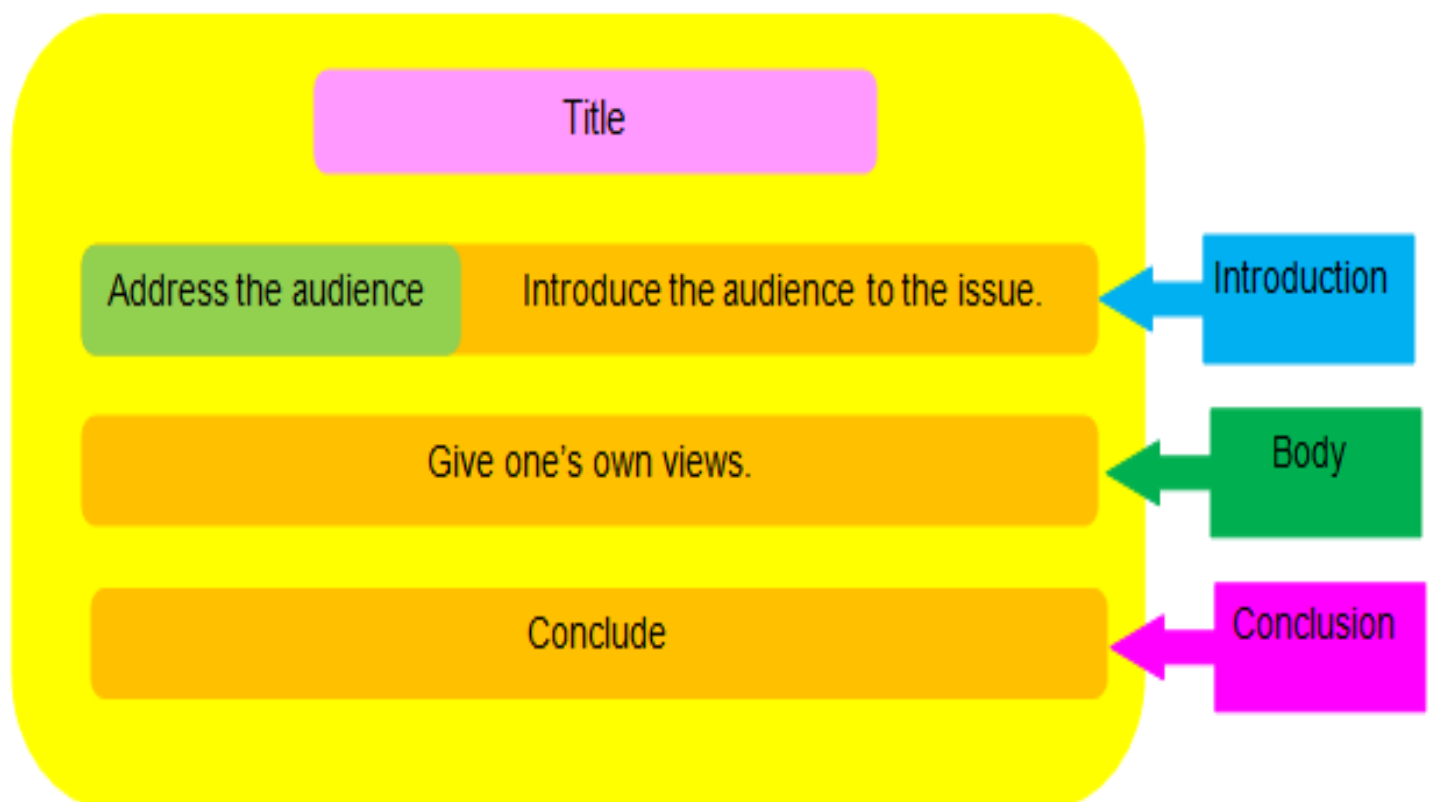 Title
Address the audience
Introduce the audience to the issue.
Introduction
Give one’s own views.
Body
Conclude
Conclusion